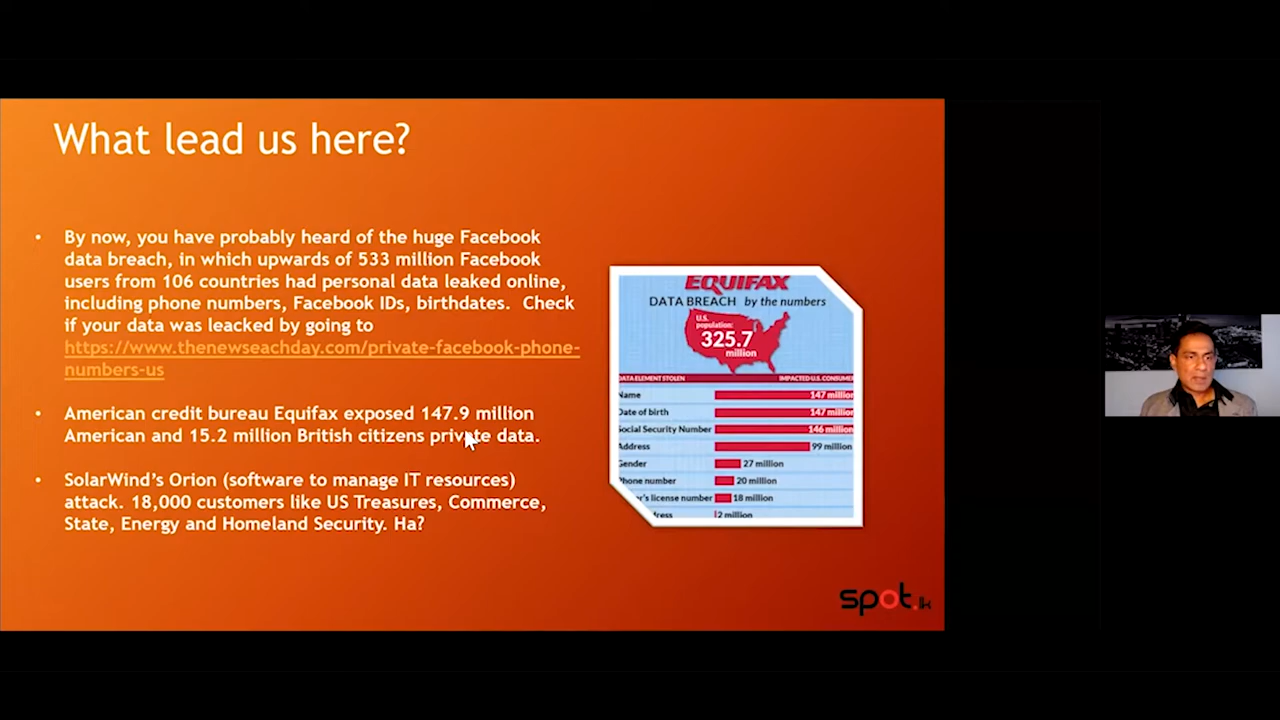 What lead us here?
By now, you have probably heard of the huge Facebook
data breach, in which upwards of 533 million Facebook
users from 106 countries had personal data leaked online,
including phone numbers, Facebook IDs, birthdates. Check
if your data was leacked by going to
https://www.thenewseachday.com/private-facebook-phone-
numbers-us
American credit bureau Equifax exposed 147.9 million
American and 15.2 million British citizens private data.
SolarWind's Orion (software to manage IT resources)
attack. 18,000 customers like US Treasures, Commerce,
State, Energy and Homeland Security. Ha?
EQUIFAX
DATA BREACH by the numbers
U.S.
population:
325.7
million
DATA ELEMENT STOLEN IMPACTED U.S. CONSUMER
Name 147 million
Date of birth 147 million
Social Security Number 146 million
Address 99 million
Gender 27 million
Phone number 20 million
's license number 18 million
dress 2 million
spot.lk